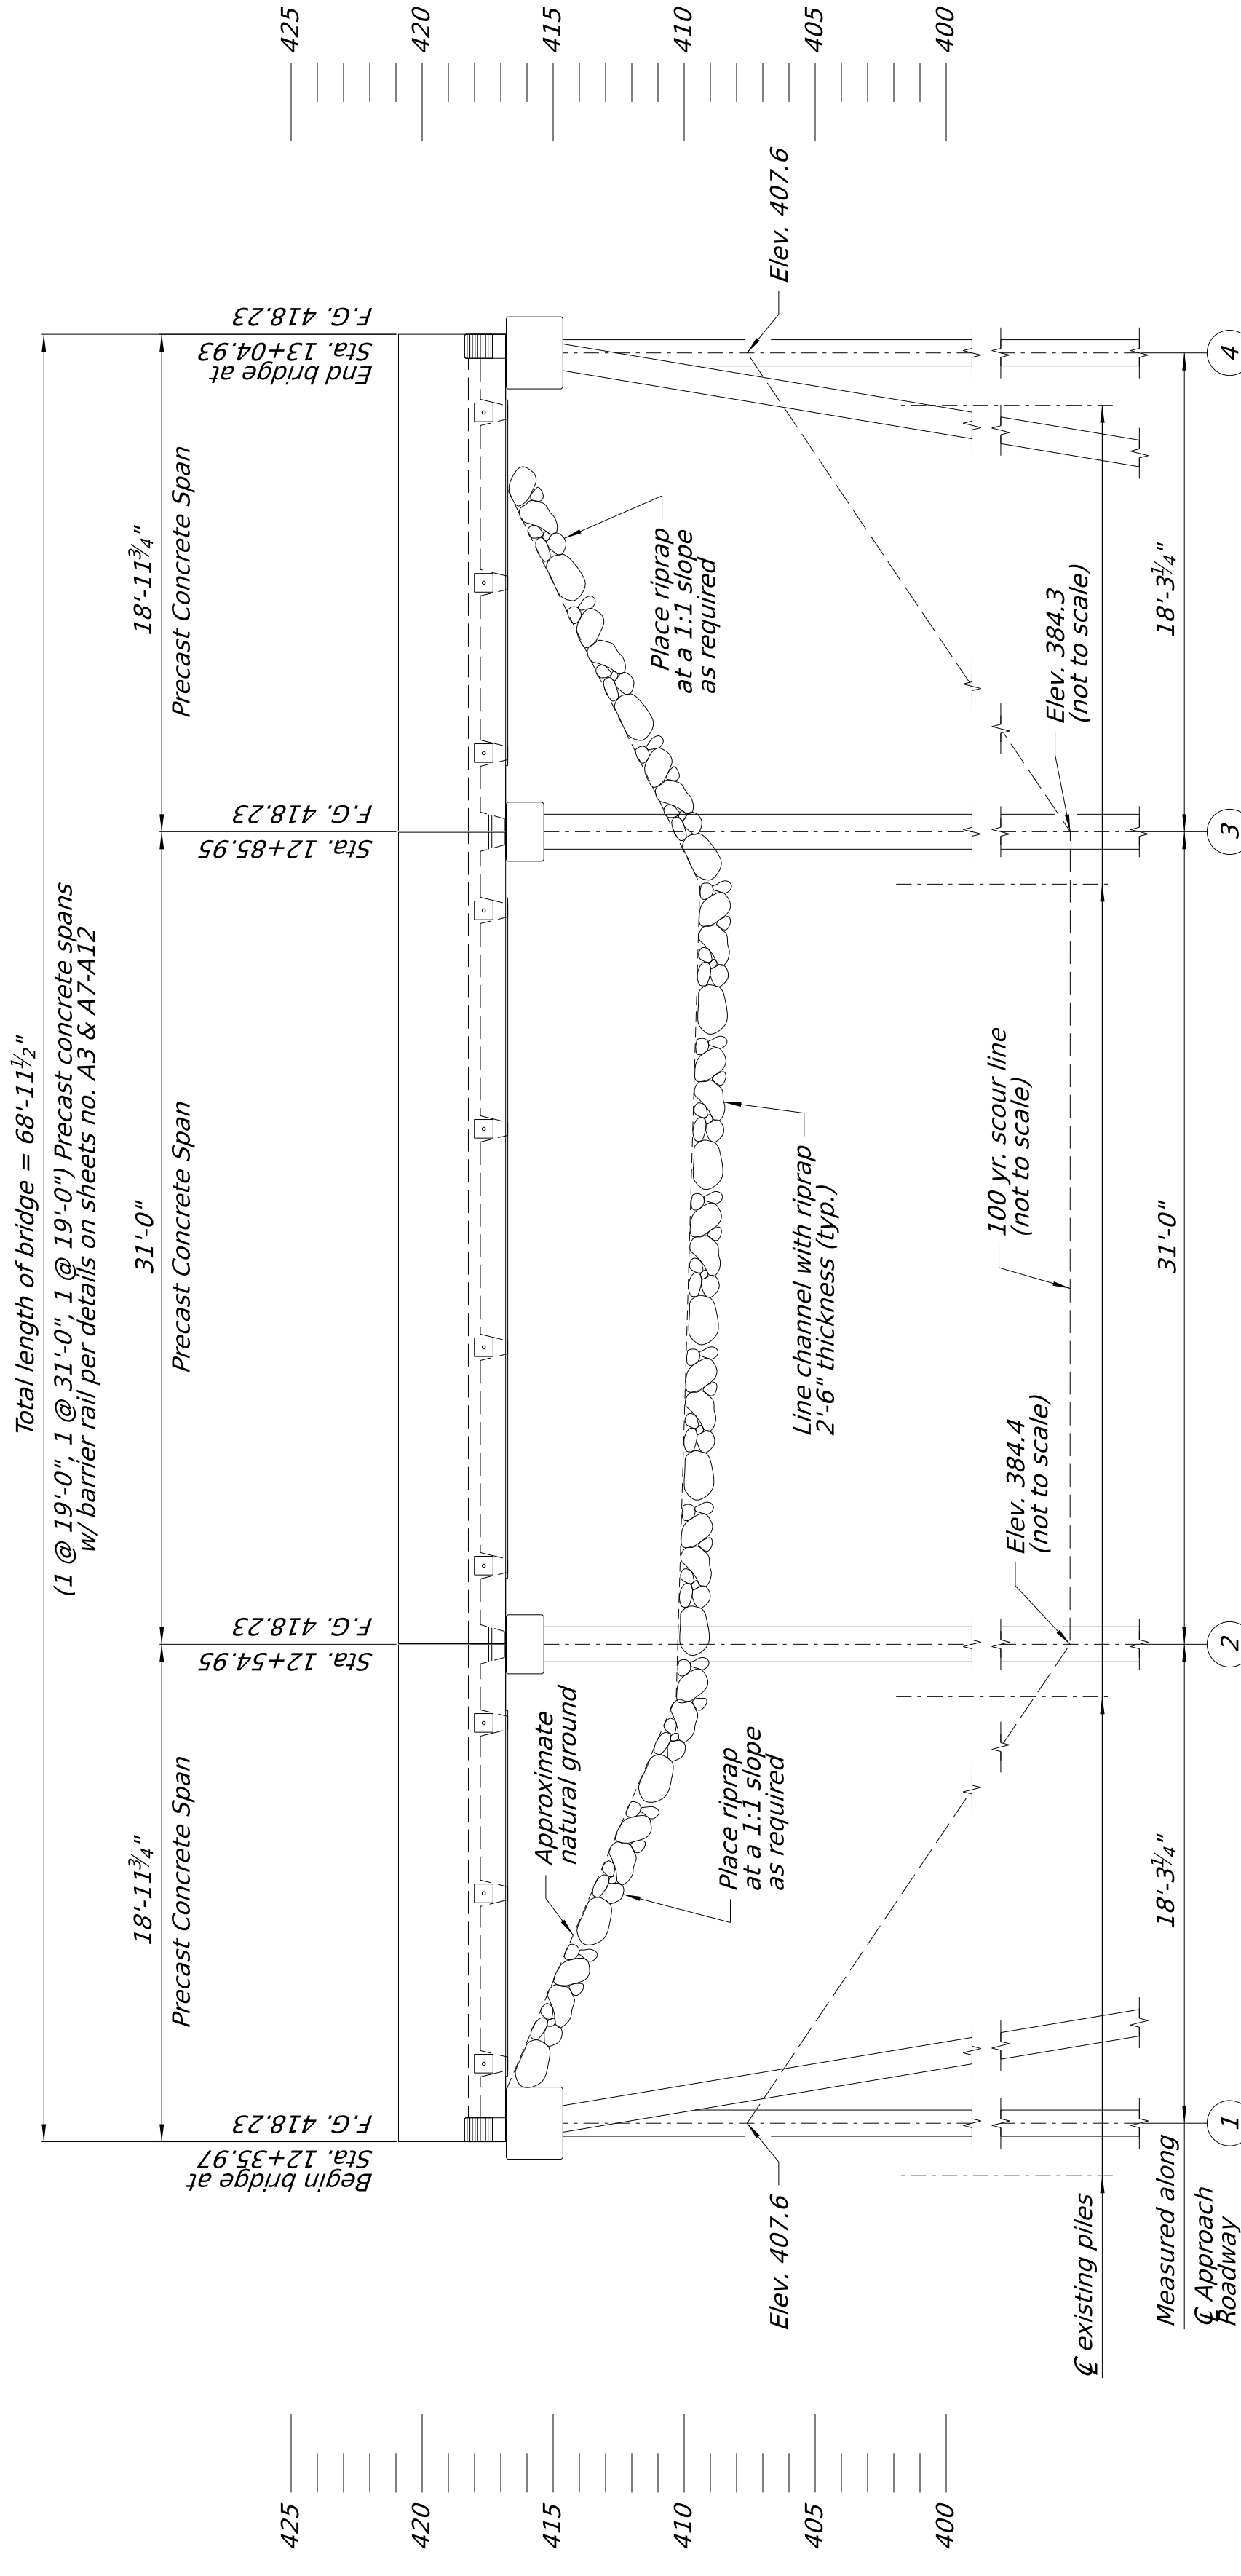 Total length of bridge = 68'-11½"
(1 @ 19'-0", 1 @ 31'-0", 1 @ 19'-0") Precast concrete spans
w/ barrier rail per details on sheets no. A3 & A7-A12
18'-11¾"
31'-0"
18'-11¾"
Precast Concrete Span
Precast Concrete Span
Precast Concrete Span
Begin bridge at
Sta. 12+35.97
F.G. 418.23
Sta. 12+54.95
F.G. 418.23
Sta. 12+85.95
F.G. 418.23
End bridge at
Sta. 13+04.93
F.G. 418.23
425
420
415
410
405
400
425
420
415
410
405
400
Approximate
natural ground
Place riprap
at a 1:1 slope
as required
Line channel with riprap
2'-6" thickness (typ.)
Place riprap
at a 1:1 slope
as required
Elev. 407.6
Elev. 407.6
Elev. 384.4
(not to scale)
100 yr. scour line
(not to scale)
Elev. 384.3
(not to scale)
℄ existing piles
Measured along
℄ Approach
Roadway
18'-3¼"
31'-0"
18'-3¼"
1
2
3
4